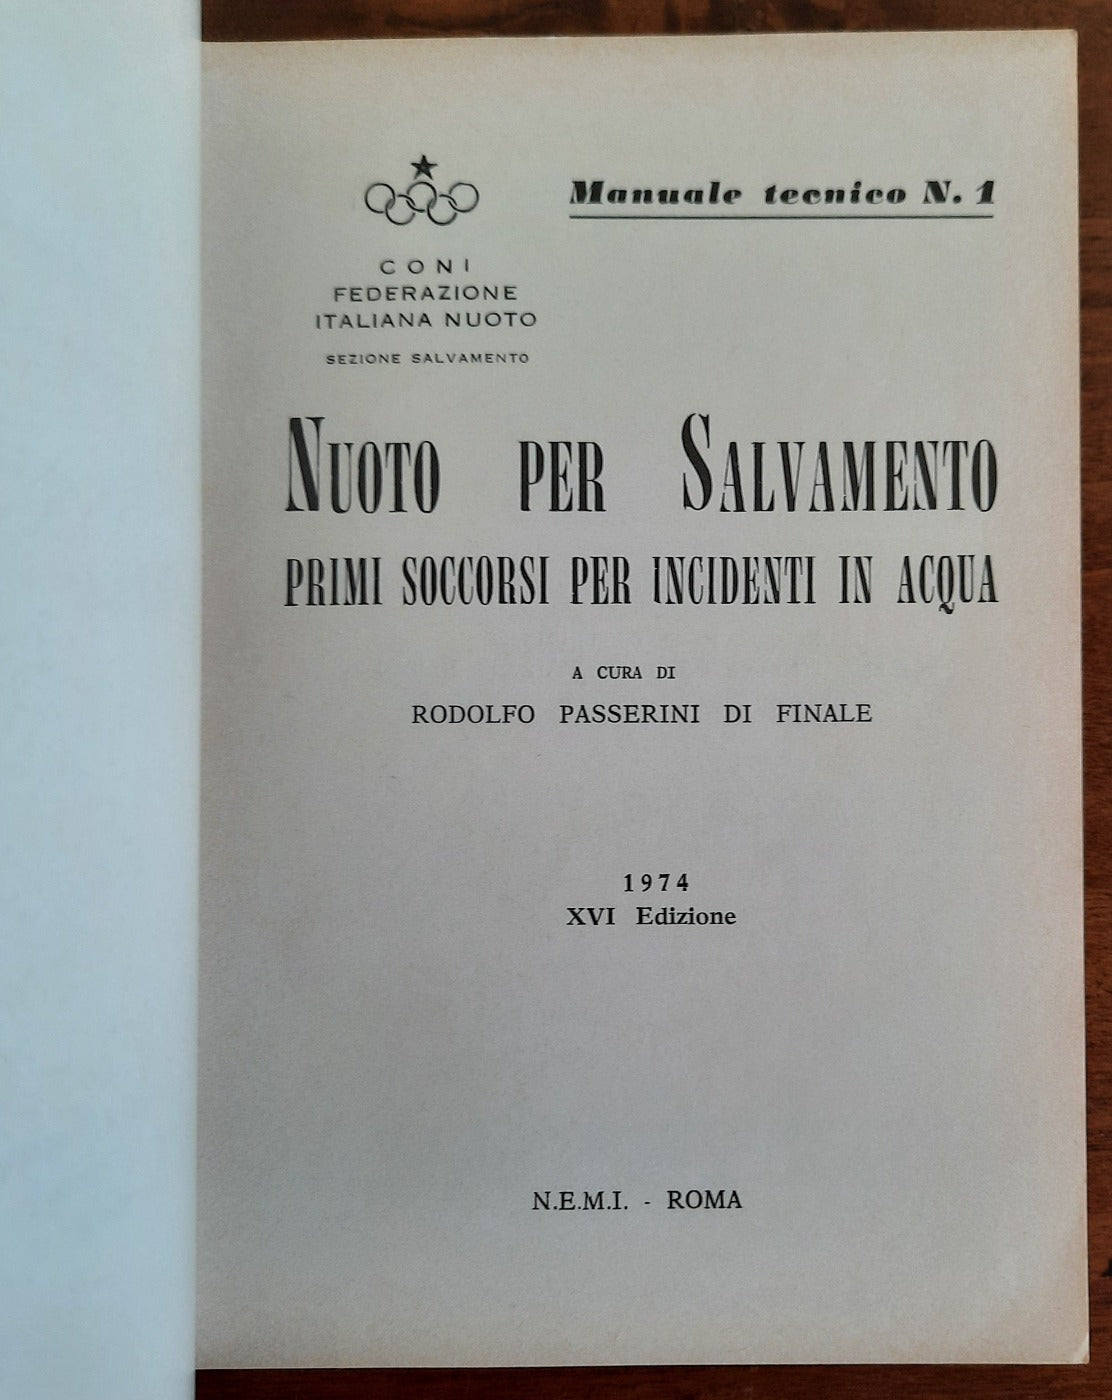 Manuale tecnico N. 1
CONI
FEDERAZIONE
ITALIANA NUOTO
SEZIONE SALVAMENTO
NUOTO PER SALVAMENTO
PRIMI SOCCORSI PER INCIDENTI IN ACQUA
A CURA DI
RODOLFO PASSERINI DI FINALE
1974
XVI Edizione
N.E.M.I. - ROMA